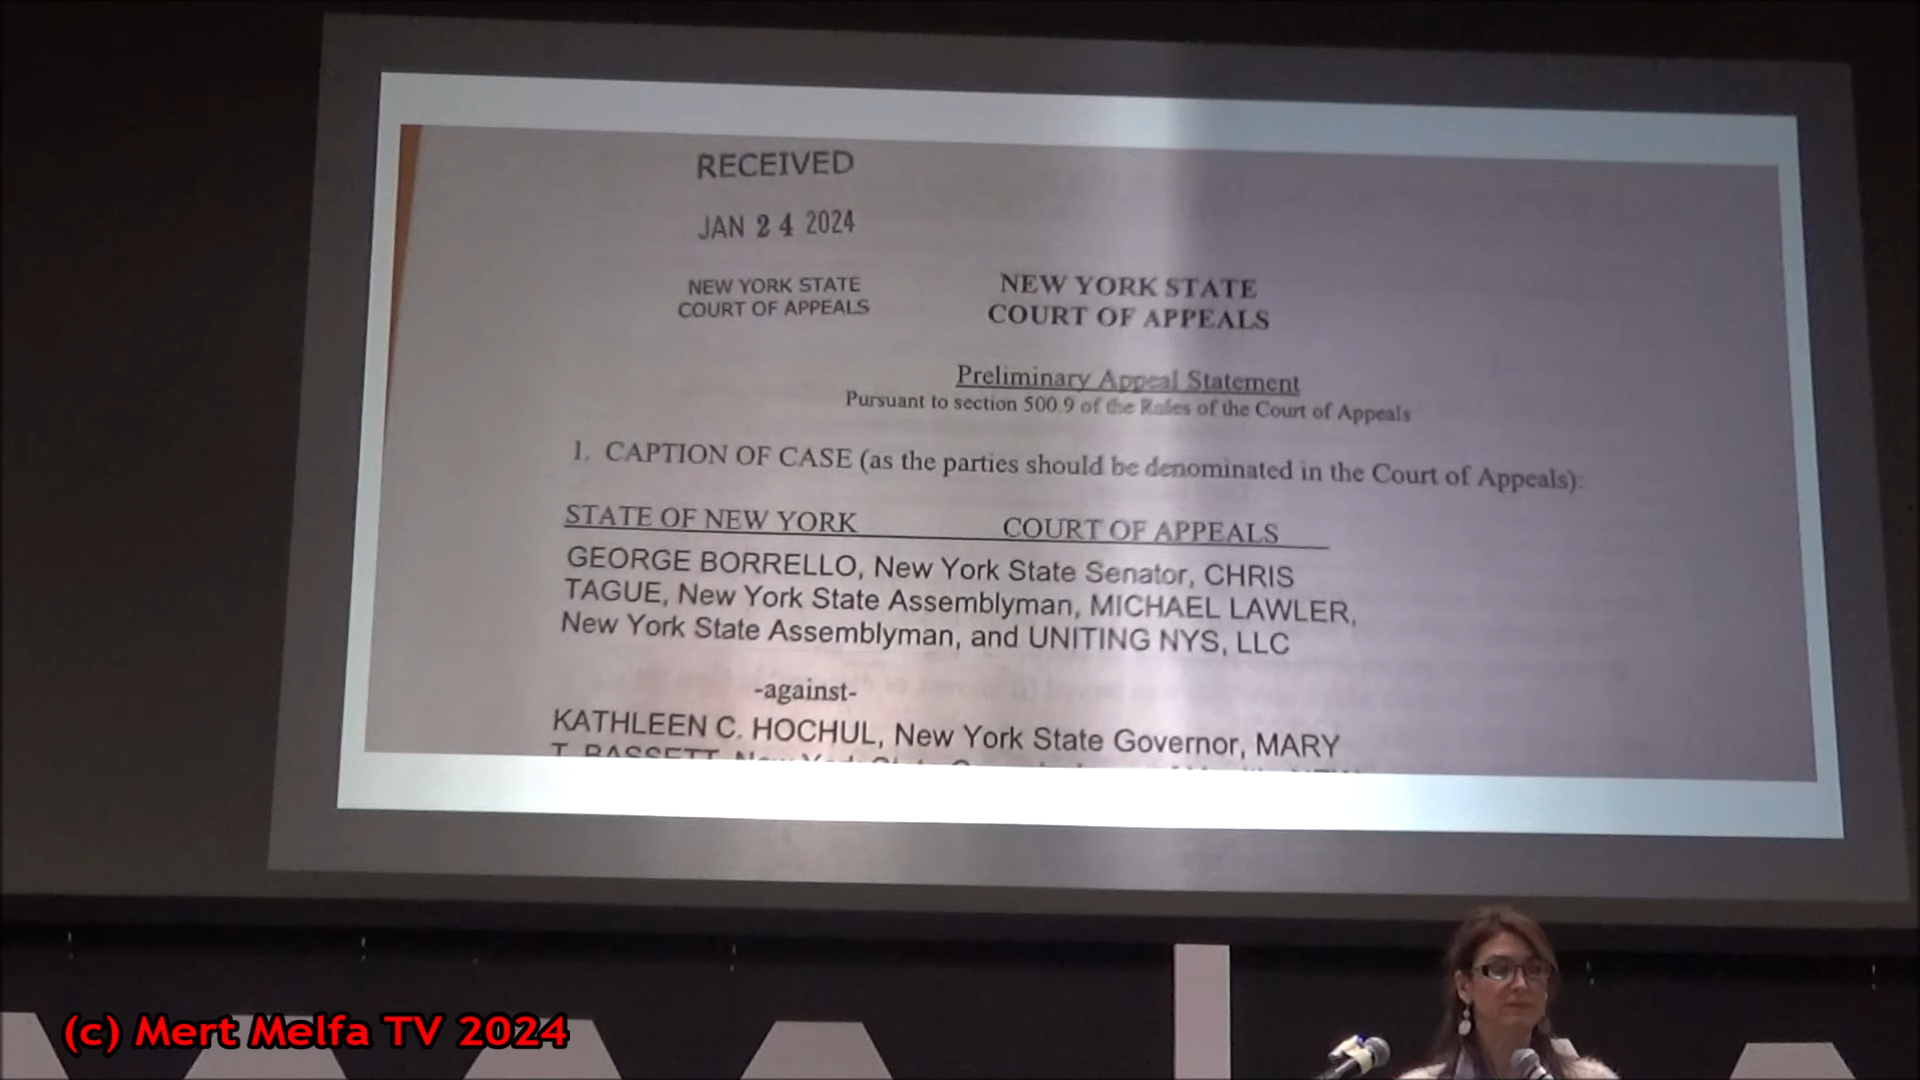 RECEIVED
JAN 24 2024
NEW YORK STATE
COURT OF APPEALS
NEW YORK STATE
COURT OF APPEALS
Preliminary Appeal Statement
Pursuant to section 500.9 of the Rules of the Court of Appeals
1. CAPTION OF CASE (as the parties should be denominated in the Court of Appeals):
STATE OF NEW YORK COURT OF APPEALS
GEORGE BORRELLO, New York State Senator, CHRIS
TAGUE, New York State Assemblyman, MICHAEL LAWLER,
New York State Assemblyman, and UNITING NYS, LLC
-against-
KATHLEEN C. HOCHUL, New York State Governor, MARY
T. BASSETT, New York State
(c) Mert Melfa TV 2024